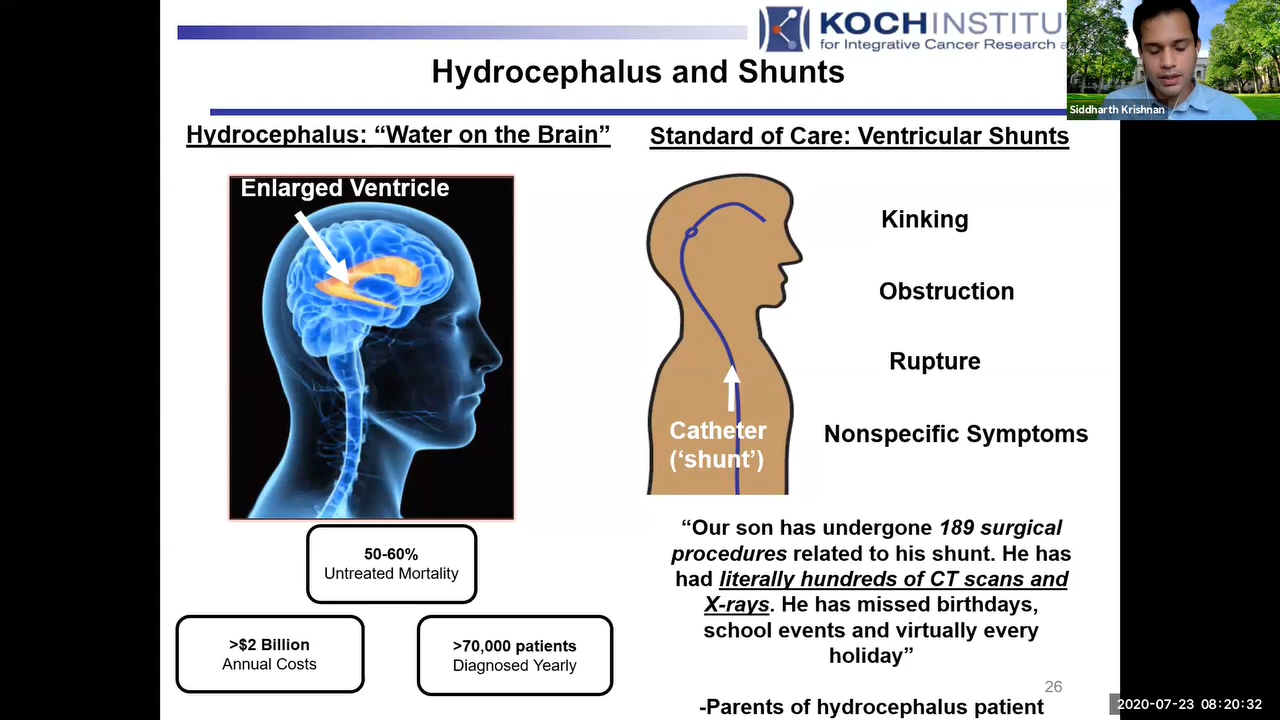 KOCHINSTITU
for Integrative Cancer Research
Siddharth Krishnan
Hydrocephalus and Shunts
Hydrocephalus: “Water on the Brain”
Enlarged Ventricle
50-60%
Untreated Mortality
>$2 Billion
Annual Costs
>70,000 patients
Diagnosed Yearly
Standard of Care: Ventricular Shunts
Catheter
(‘shunt’)
Kinking
Obstruction
Rupture
Nonspecific Symptoms
“Our son has undergone 189 surgical
procedures related to his shunt. He has
had literally hundreds of CT scans and
X-rays. He has missed birthdays,
school events and virtually every
holiday”
-Parents of hydrocephalus patient
26
2020-07-23 08:20:32